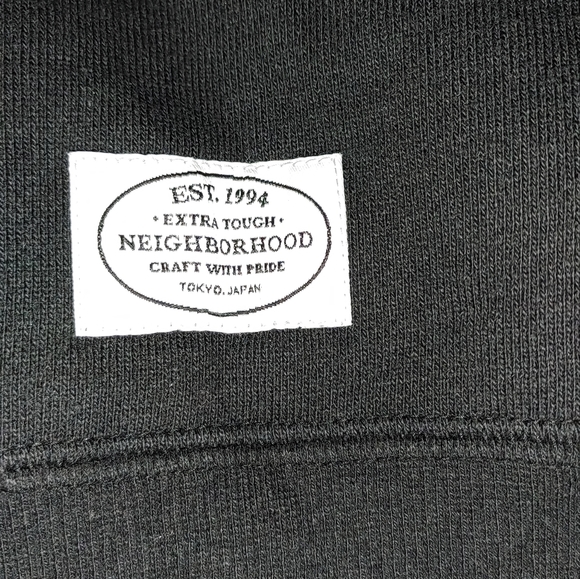 EST. 1994
• EXTRA TOUGH •
NEIGHBORHOOD
CRAFT WITH PRIDE
TOKYO. JAPAN